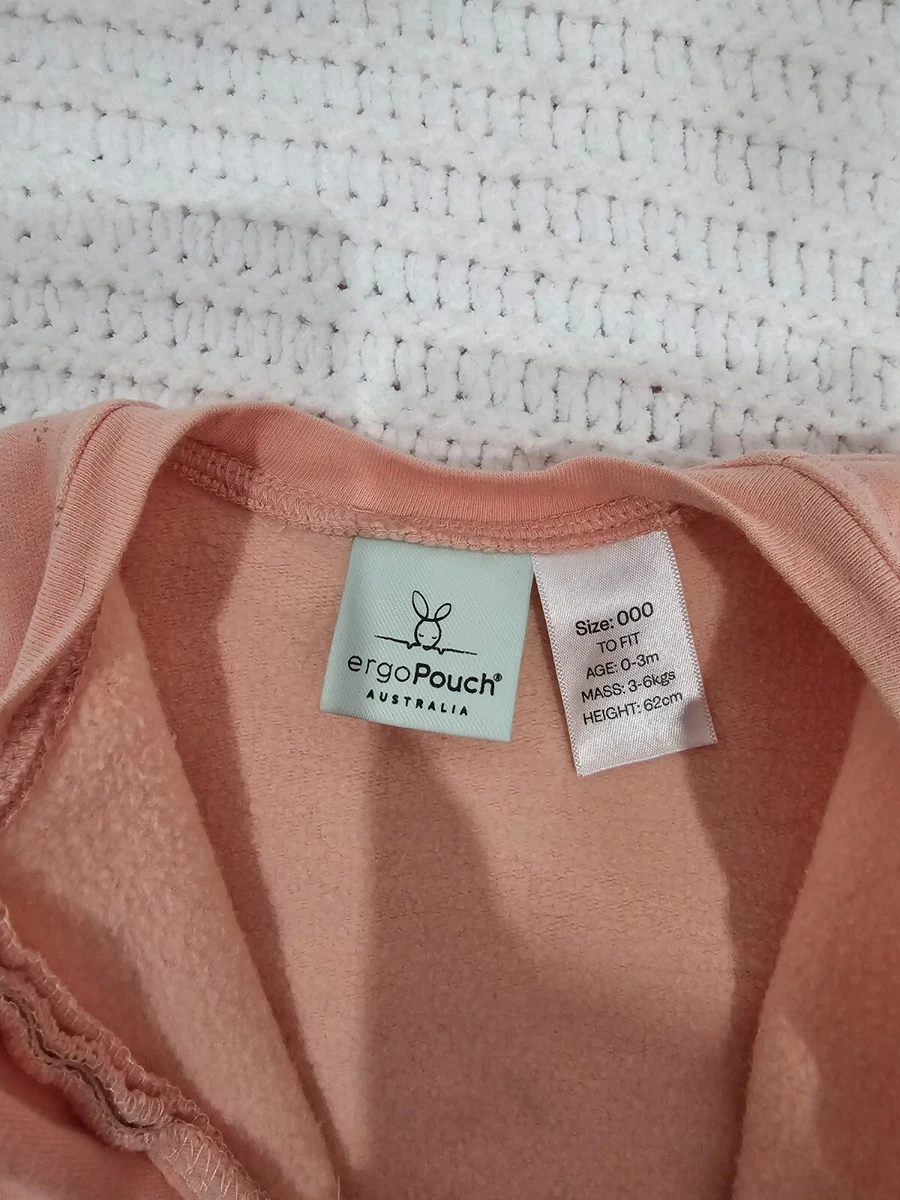 ergoPouch®
AUSTRALIA
Size: 000
TO FIT
AGE: 0-3m
MASS: 3-6kgs
HEIGHT: 62cm